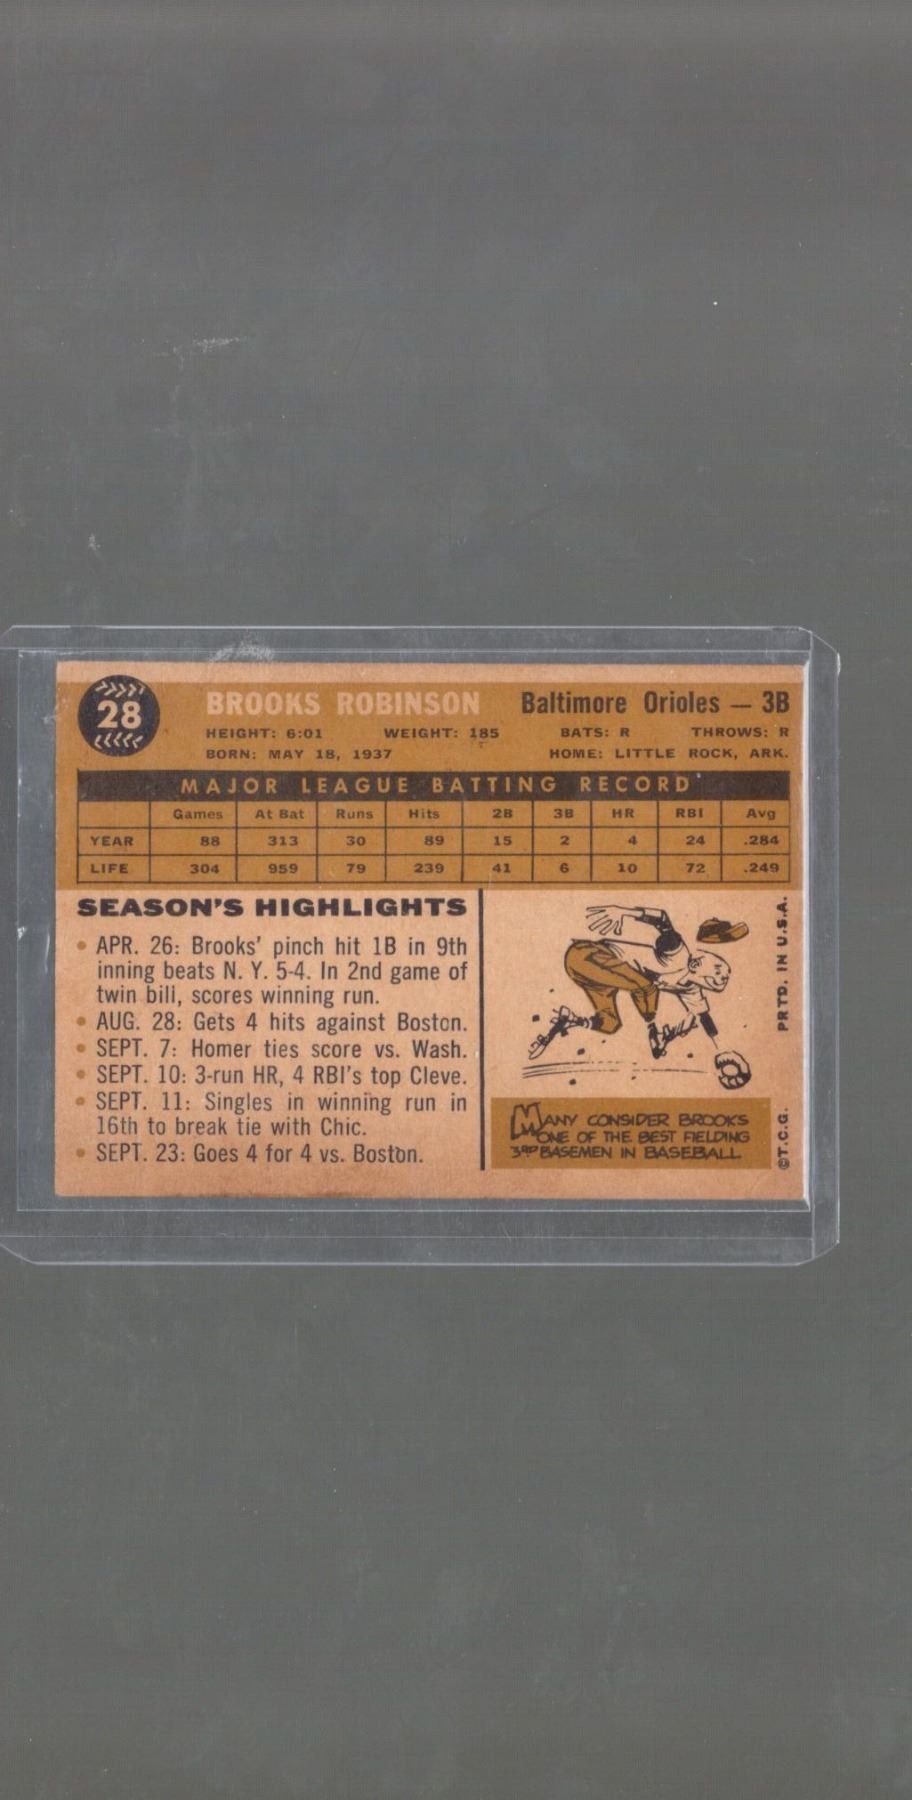 28
BROOKS ROBINSON Baltimore Orioles — 3B
HEIGHT: 6:01 WEIGHT: 185 BATS: R THROWS: R
BORN: MAY 18, 1937 HOME: LITTLE ROCK, ARK.
MAJOR LEAGUE BATTING RECORD
Games At Bat Runs Hits 2B 3B HR RBI Avg
YEAR 88 313 30 89 15 2 4 24 .284
LIFE 304 959 79 239 41 6 10 72 .249
SEASON'S HIGHLIGHTS
• APR. 26: Brooks' pinch hit 1B in 9th
inning beats N. Y. 5-4. In 2nd game of
twin bill, scores winning run.
• AUG. 28: Gets 4 hits against Boston.
• SEPT. 7: Homer ties score vs. Wash.
• SEPT. 10: 3-run HR, 4 RBI's top Cleve.
• SEPT. 11: Singles in winning run in
16th to break tie with Chic.
• SEPT. 23: Goes 4 for 4 vs. Boston.
MANY CONSIDER BROOKS
ONE OF THE BEST FIELDING
3RD BASEMEN IN BASEBALL
©T.C.G. PRTD. IN U.S.A.